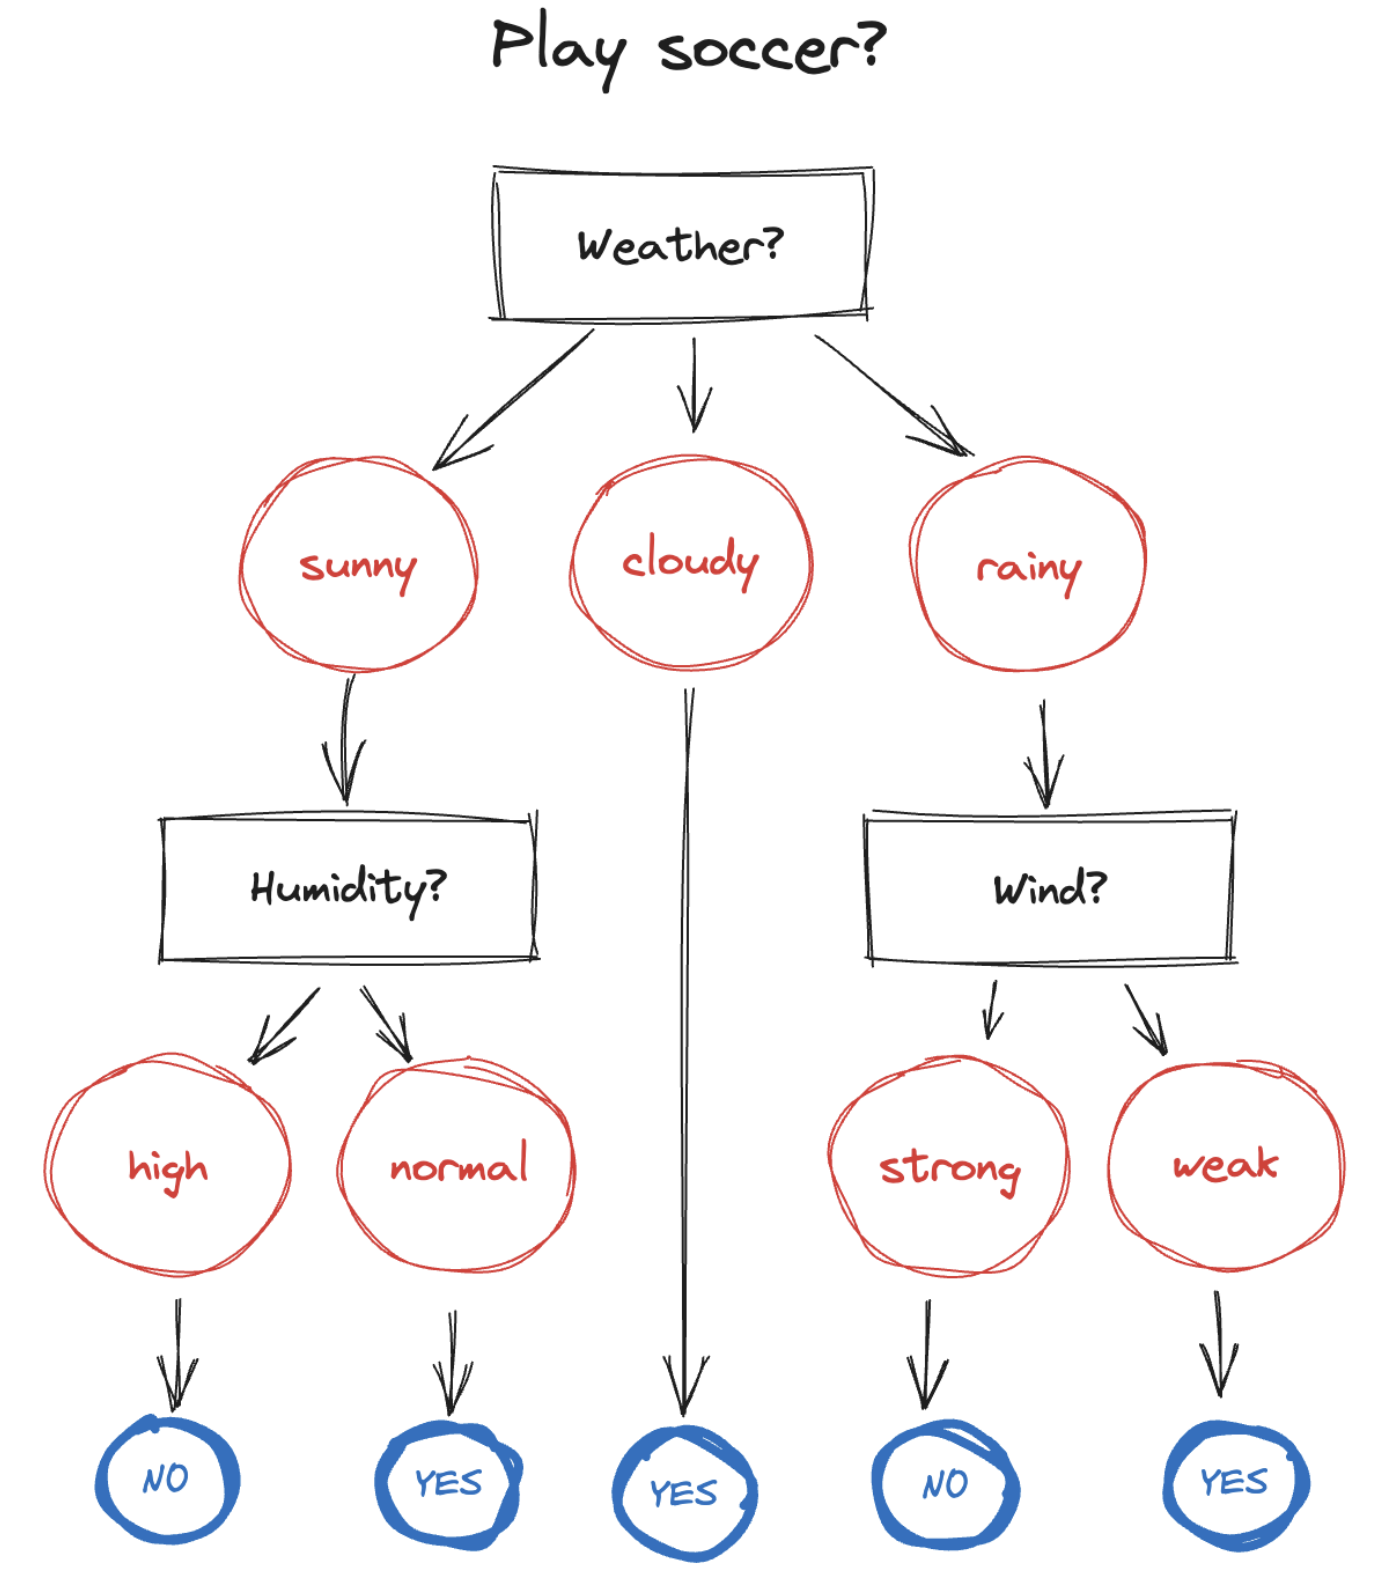 Play soccer?
Weather?
sunny
cloudy
rainy
Humidity?
Wind?
high
normal
strong
weak
NO
YES
YES
NO
YES